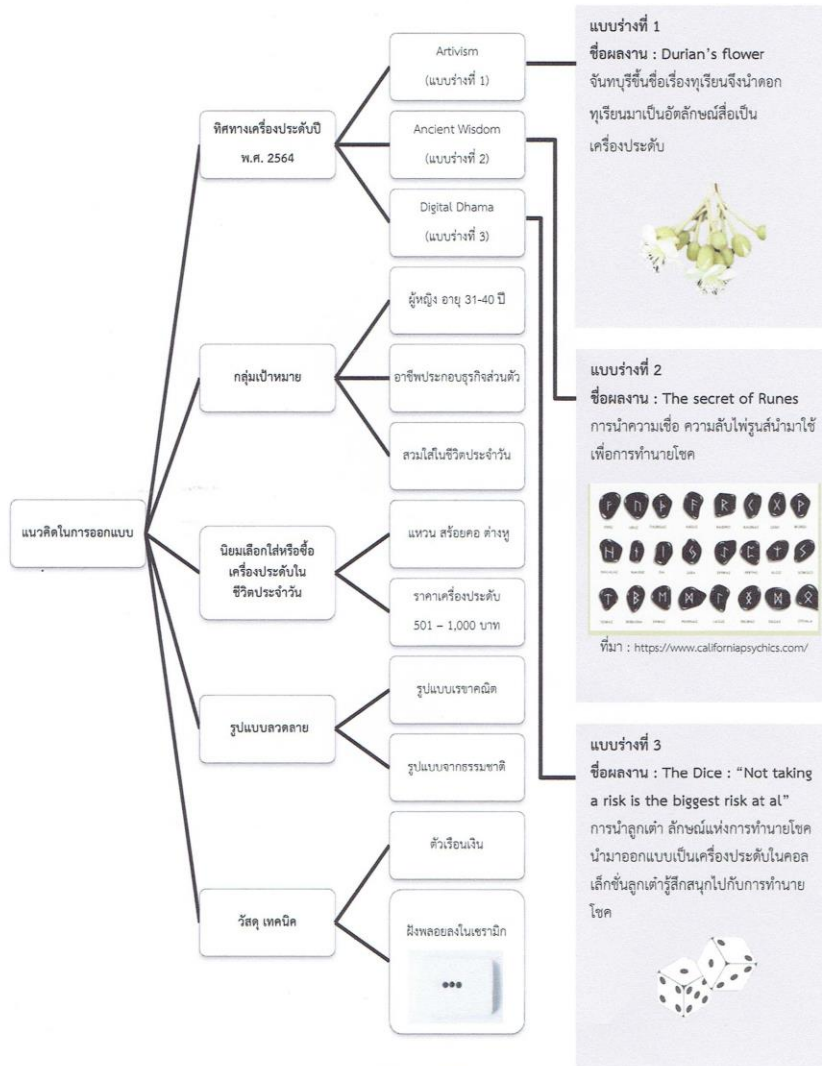 แนวคิดในการออกแบบ
ทิศทางเครื่องประดับปี
พ.ศ. 2564
Artivism
(แบบร่างที่ 1)
Ancient Wisdom
(แบบร่างที่ 2)
Digital Dhama
(แบบร่างที่ 3)
กลุ่มเป้าหมาย
ผู้หญิง อายุ 31-40 ปี
อาชีพประกอบธุรกิจส่วนตัว
สวมใส่ในชีวิตประจำวัน
นิยมเลือกใส่หรือซื้อ
เครื่องประดับใน
ชีวิตประจำวัน
แหวน สร้อยคอ ต่างหู
ราคาเครื่องประดับ
501 – 1,000 บาท
รูปแบบลวดลาย
รูปแบบเรขาคณิต
รูปแบบจากธรรมชาติ
วัสดุ เทคนิค
ตัวเรือนเงิน
ฝังพลอยลงในเซรามิก
แบบร่างที่ 1
ชื่อผลงาน : Durian's flower
จันทบุรีขึ้นชื่อเรื่องทุเรียนจึงนำดอก
ทุเรียนมาเป็นอัตลักษณ์สื่อเป็น
เครื่องประดับ
แบบร่างที่ 2
ชื่อผลงาน : The secret of Runes
การนำความเชื่อ ความลับไพ่รูนส์นำมาใช้
เพื่อการทำนายโชค
ที่มา : https://www.californiapsychics.com/
แบบร่างที่ 3
ชื่อผลงาน : The Dice : “Not taking
a risk is the biggest risk at al”
การนำลูกเต๋า ลักษณ์แห่งการทำนายโชค
นำมาออกแบบเป็นเครื่องประดับในคอล
เล็กชั่นลูกเต๋ารู้สึกสนุกไปกับการทำนาย
โชค